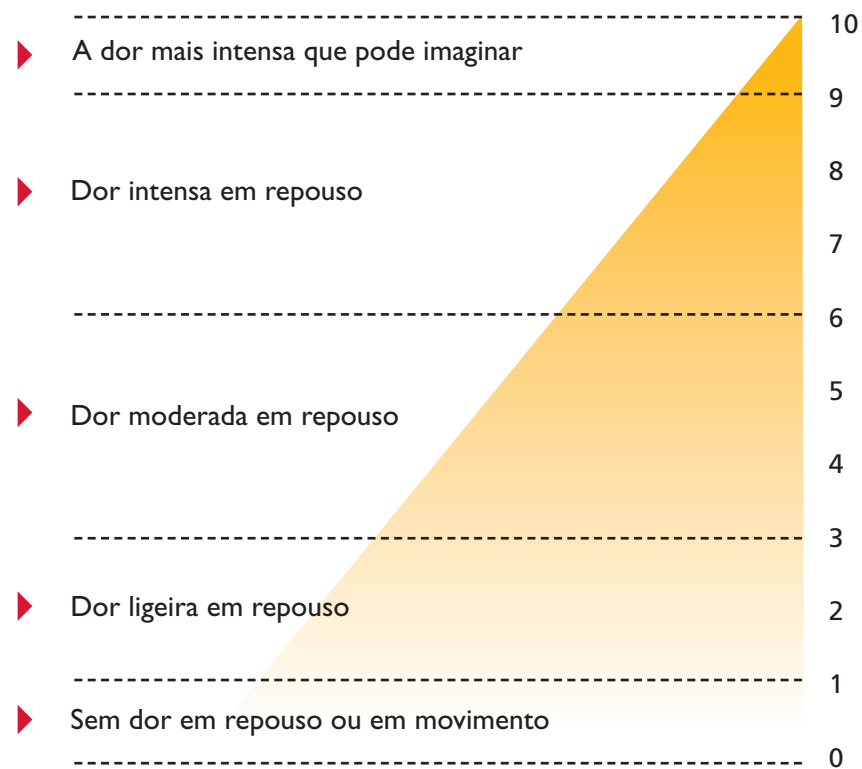 10
A dor mais intensa que pode imaginar
9
8
Dor intensa em repouso
7
6
5
Dor moderada em repouso
4
3
Dor ligeira em repouso
2
1
Sem dor em repouso ou em movimento
0